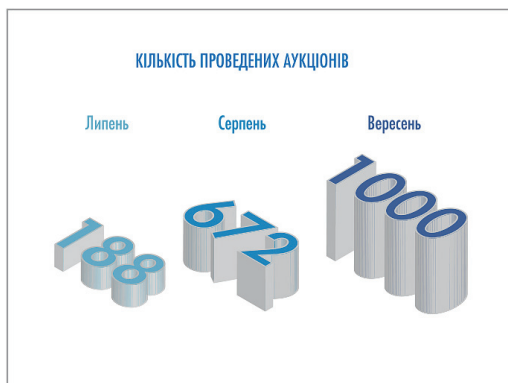 КІЛЬКІСТЬ ПРОВЕДЕНИХ АУКЦІОНІВ
Липень
Серпень
Вересень
188
672
1000